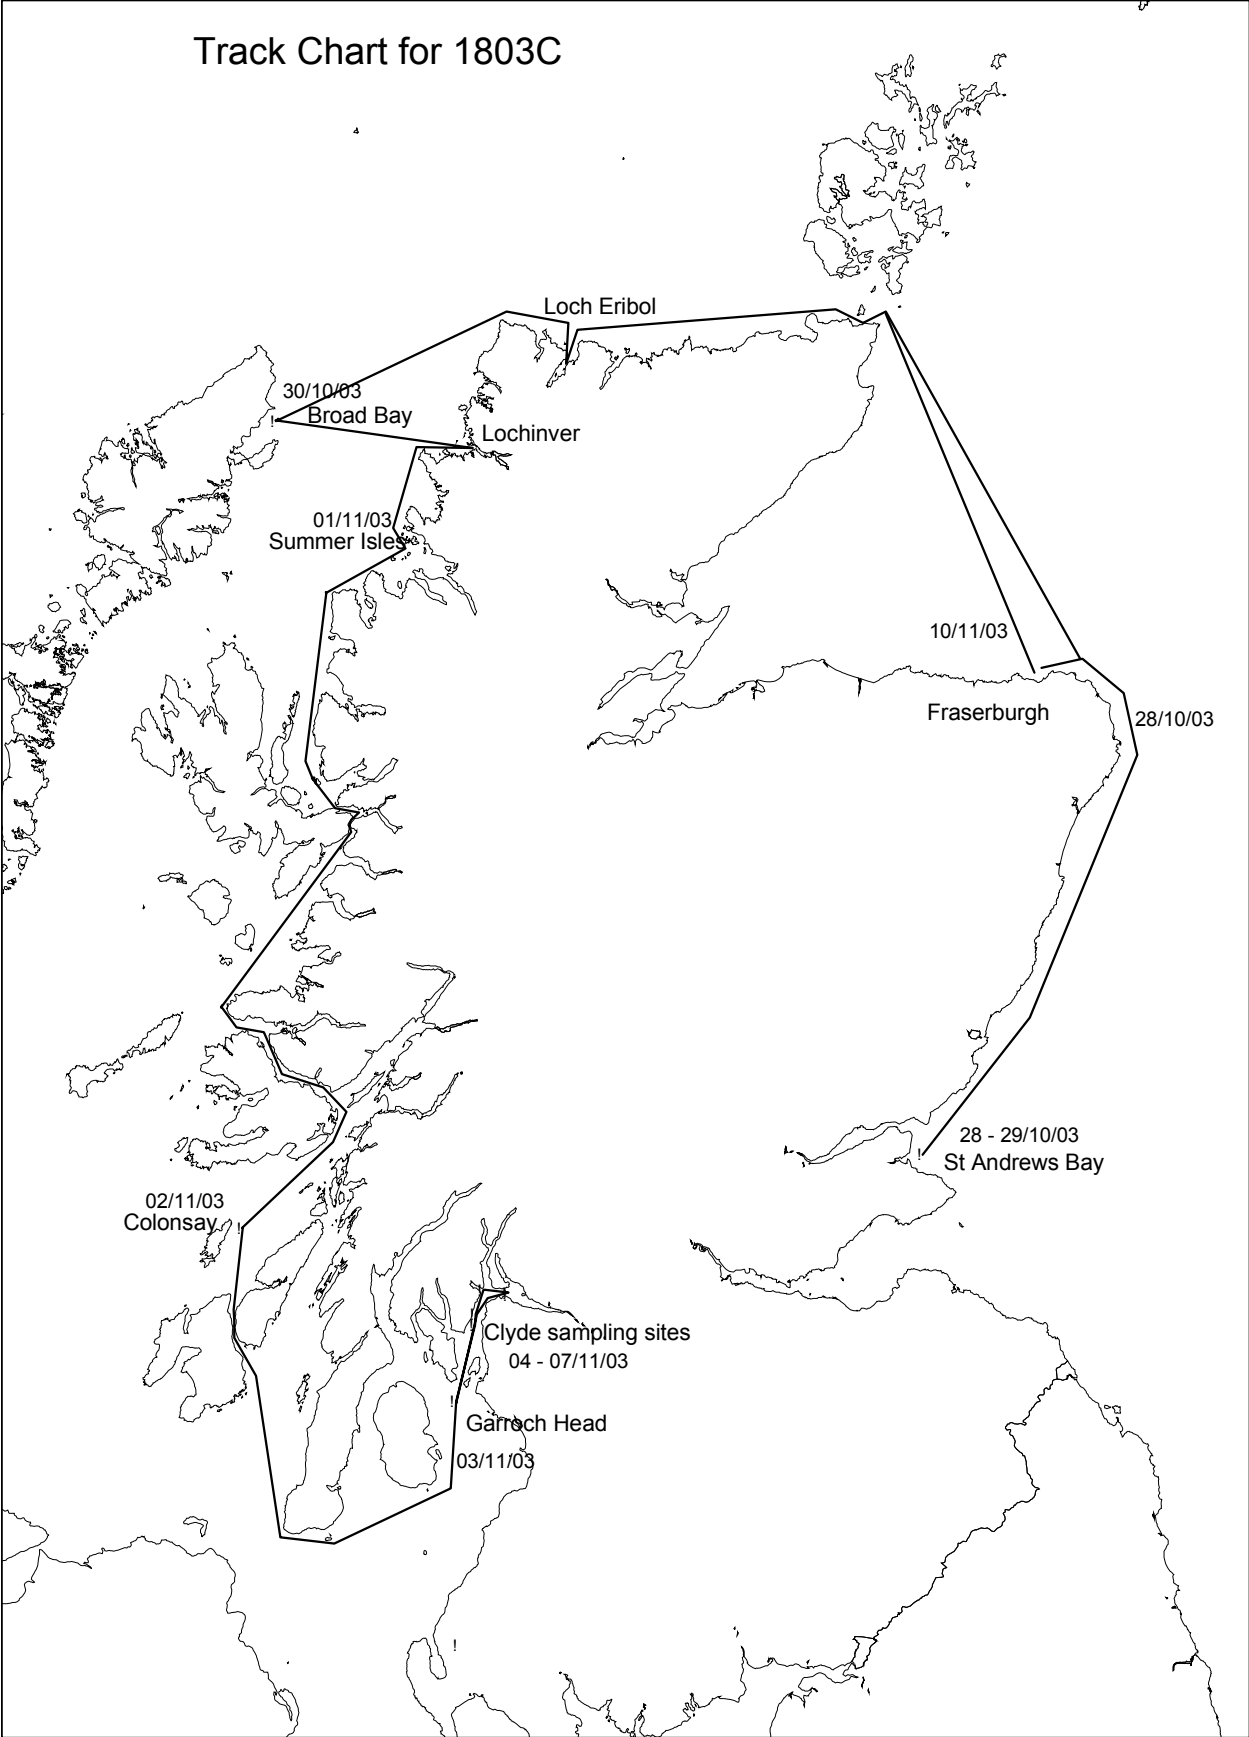 Track Chart for 1803C
Loch Eribol
30/10/03
Broad Bay
Lochinver
01/11/03
Summer Isles
10/11/03
Fraserburgh
28/10/03
28 - 29/10/03
St Andrews Bay
02/11/03
Colonsay
Clyde sampling sites
04 - 07/11/03
Garroch Head
03/11/03